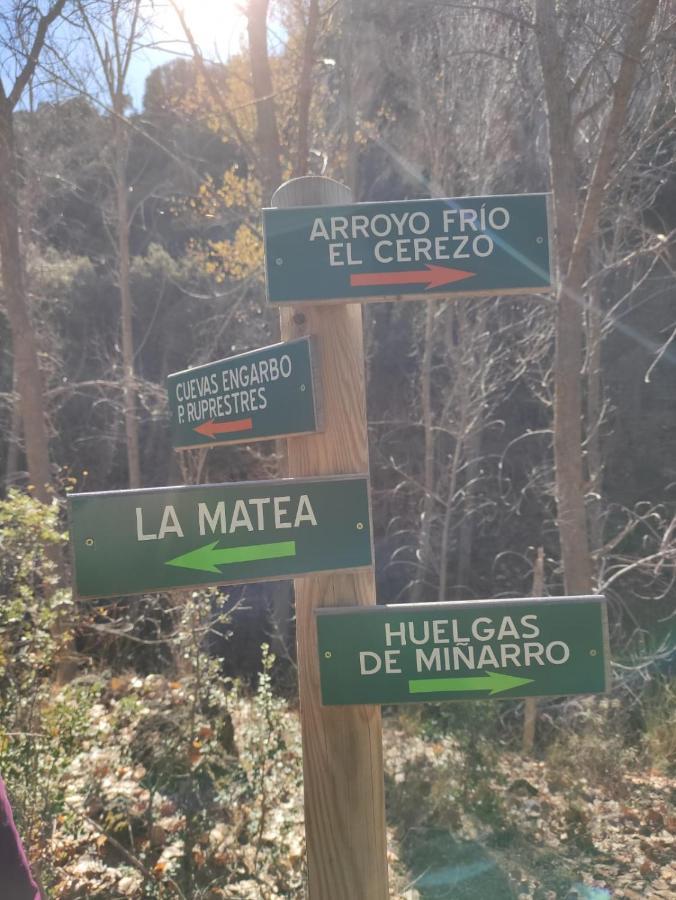 ARROYO FRÍO
EL CEREZO
CUEVAS ENGARBO
P. RUPRESTRES
LA MATEA
HUELGAS
DE MIÑARRO